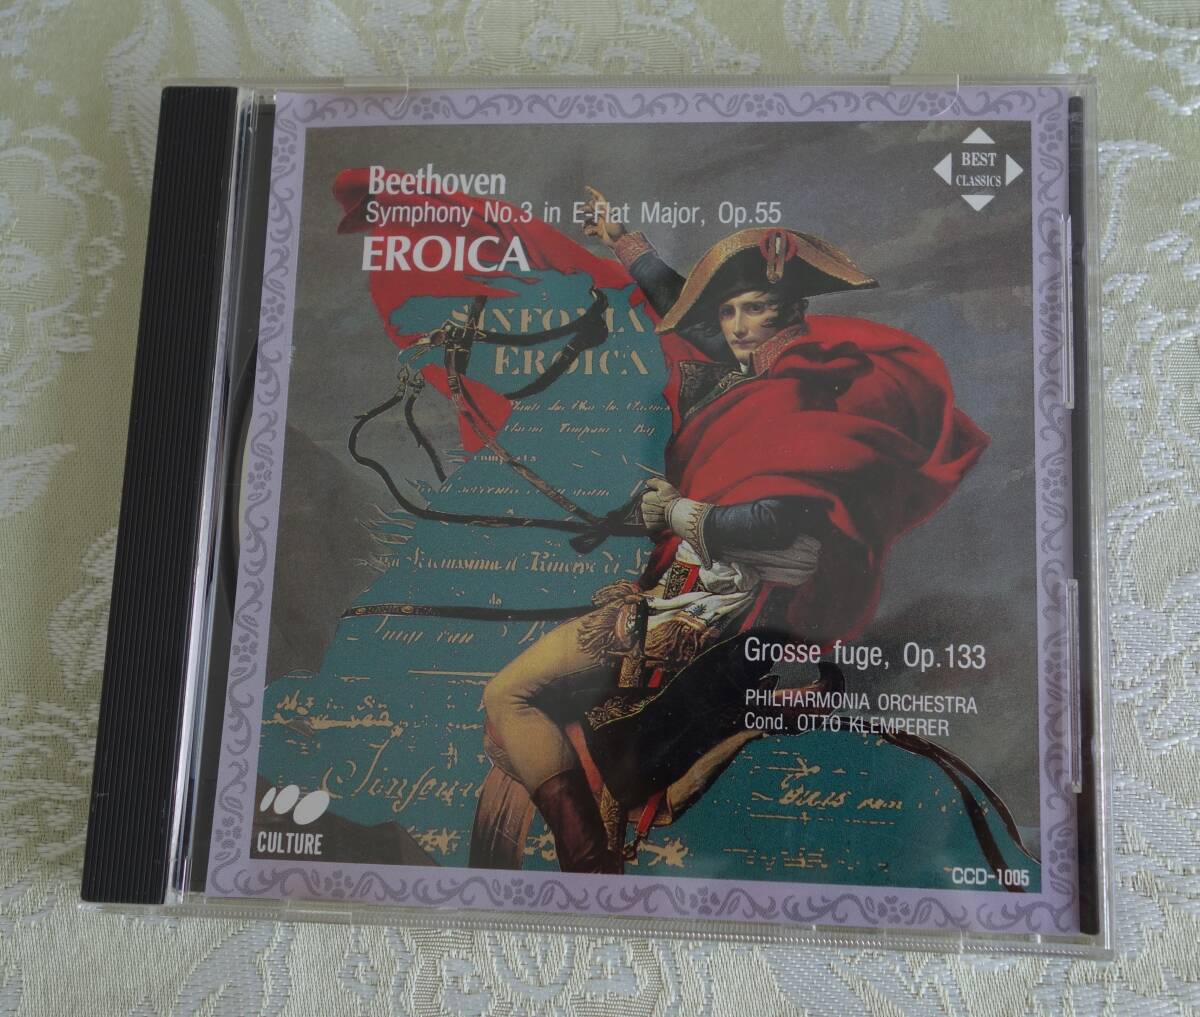 Beethoven
Symphony No.3 in E-Flat Major, Op.55
EROICA
BEST
CLASSICS
SINFONIA
EROICA
composta
Grosse fuge, Op.133
PHILHARMONIA ORCHESTRA
Cond. OTTO KLEMPERER
CULTURE
CCD-1005